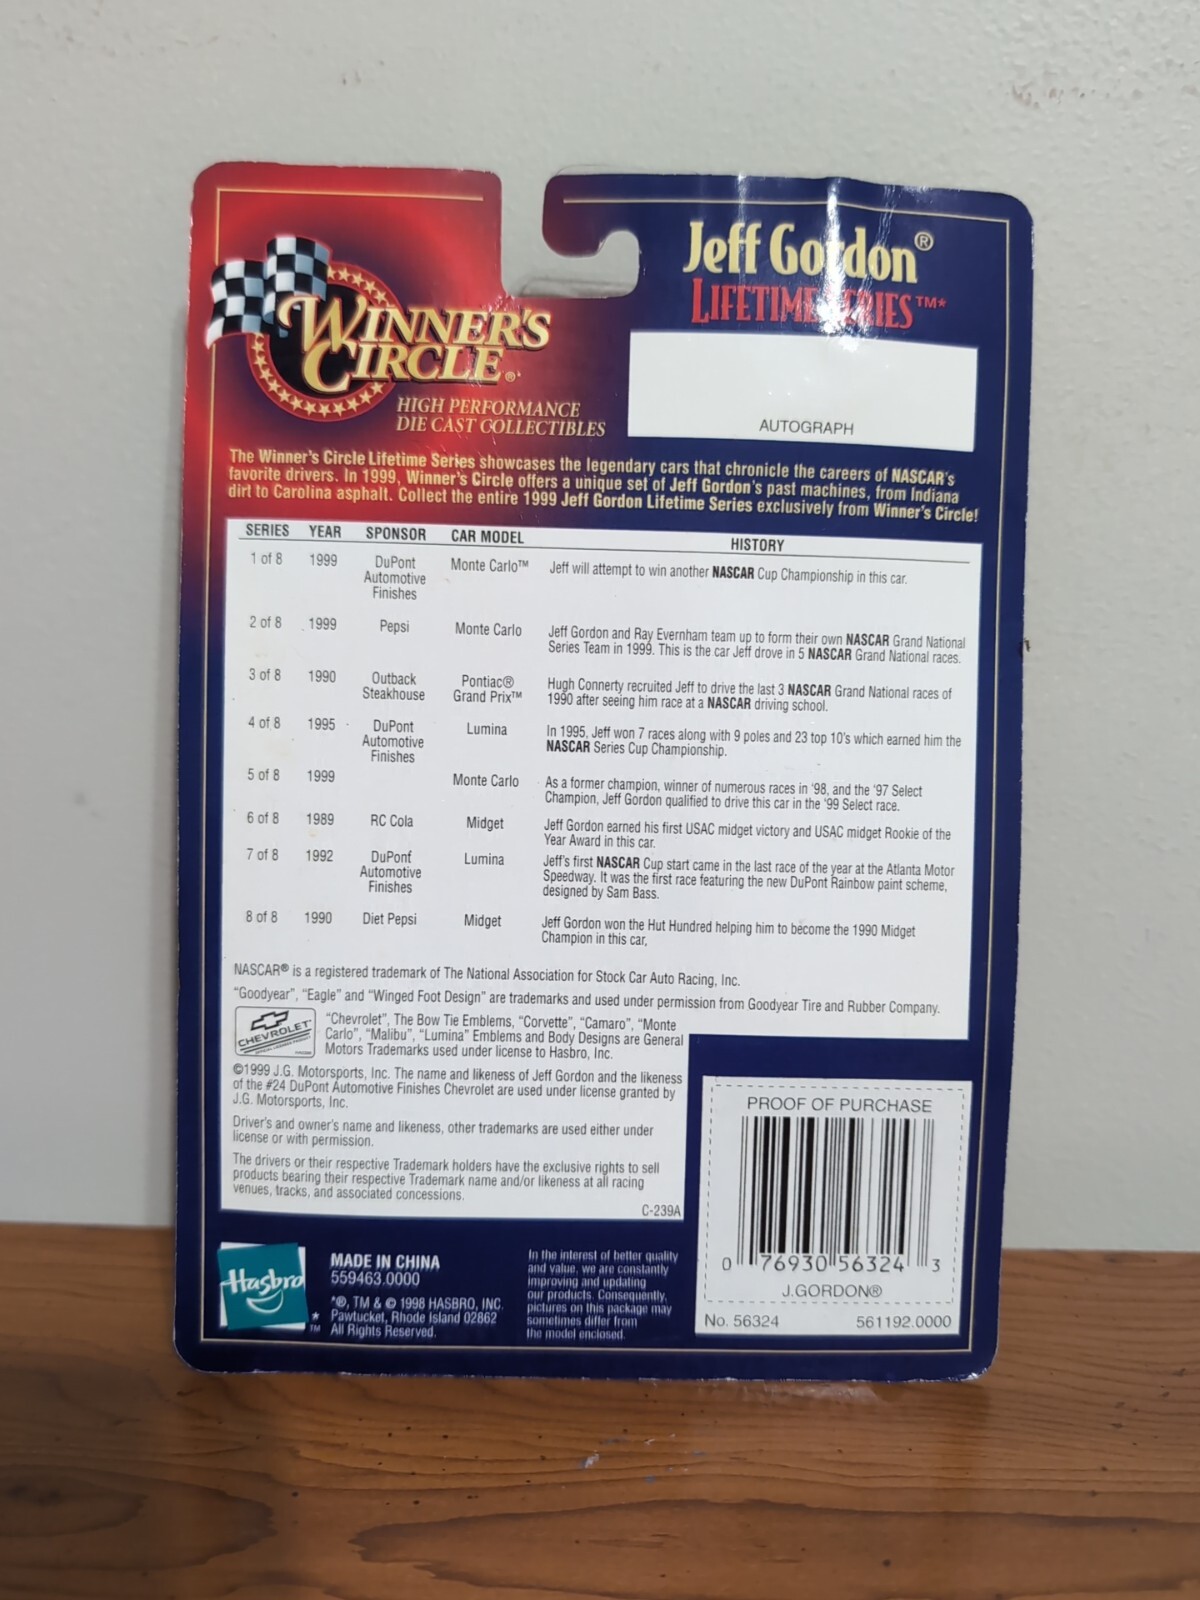 WINNER'S
CIRCLE®
HIGH PERFORMANCE
DIE CAST COLLECTIBLES
Jeff Gordon®
LIFETIME SERIES™*
AUTOGRAPH
The Winner's Circle Lifetime Series showcases the legendary cars that chronicle the careers of NASCAR's
favorite drivers. In 1999, Winner's Circle offers a unique set of Jeff Gordon's past machines, from Indiana
dirt to Carolina asphalt. Collect the entire 1999 Jeff Gordon Lifetime Series exclusively from Winner's Circle!
SERIES YEAR SPONSOR CAR MODEL HISTORY
1 of 8 1999 DuPont Monte Carlo™ Jeff will attempt to win another NASCAR Cup Championship in this car.
Automotive
Finishes
2 of 8 1999 Pepsi Monte Carlo Jeff Gordon and Ray Evernham team up to form their own NASCAR Grand National
Series Team in 1999. This is the car Jeff drove in 5 NASCAR Grand National races.
3 of 8 1990 Outback Pontiac® Hugh Connerty recruited Jeff to drive the last 3 NASCAR Grand National races of
Steakhouse Grand Prix™ 1990 after seeing him race at a NASCAR driving school.
4 of 8 1995 DuPont Lumina In 1995, Jeff won 7 races along with 9 poles and 23 top 10's which earned him the
Automotive NASCAR Series Cup Championship.
Finishes
5 of 8 1999 Monte Carlo As a former champion, winner of numerous races in '98, and the '97 Select
Champion, Jeff Gordon qualified to drive this car in the '99 Select race.
6 of 8 1989 RC Cola Midget Jeff Gordon earned his first USAC midget victory and USAC midget Rookie of the
Year Award in this car.
7 of 8 1992 DuPont Lumina Jeff's first NASCAR Cup start came in the last race of the year at the Atlanta Motor
Automotive Speedway. It was the first race featuring the new DuPont Rainbow paint scheme,
Finishes designed by Sam Bass.
8 of 8 1990 Diet Pepsi Midget Jeff Gordon won the Hut Hundred helping him to become the 1990 Midget
Champion in this car,
NASCAR® is a registered trademark of The National Association for Stock Car Auto Racing, Inc.
"Goodyear", "Eagle" and "Winged Foot Design" are trademarks and used under permission from Goodyear Tire and Rubber Company.
CHEVROLET
"Chevrolet", The Bow Tie Emblems, "Corvette", "Camaro", "Monte
Carlo", "Malibu", "Lumina" Emblems and Body Designs are General
Motors Trademarks used under license to Hasbro, Inc.
©1999 J.G. Motorsports, Inc. The name and likeness of Jeff Gordon and the likeness
of the #24 DuPont Automotive Finishes Chevrolet are used under license granted by
J.G. Motorsports, Inc.
Driver's and owner's name and likeness, other trademarks are used either under
license or with permission.
The drivers or their respective Trademark holders have the exclusive rights to sell
products bearing their respective Trademark name and/or likeness at all racing
venues, tracks, and associated concessions.
C-239A
Hasbro
*
TM
MADE IN CHINA
559463.0000
*®, TM & © 1998 HASBRO, INC.
Pawtucket, Rhode Island 02862
All Rights Reserved.
In the interest of better quality
and value, we are constantly
improving and updating
our products. Consequently,
pictures on this package may
sometimes differ from
the model enclosed.
PROOF OF PURCHASE
0 76930 56324 3
J.GORDON®
No. 56324 561192.0000